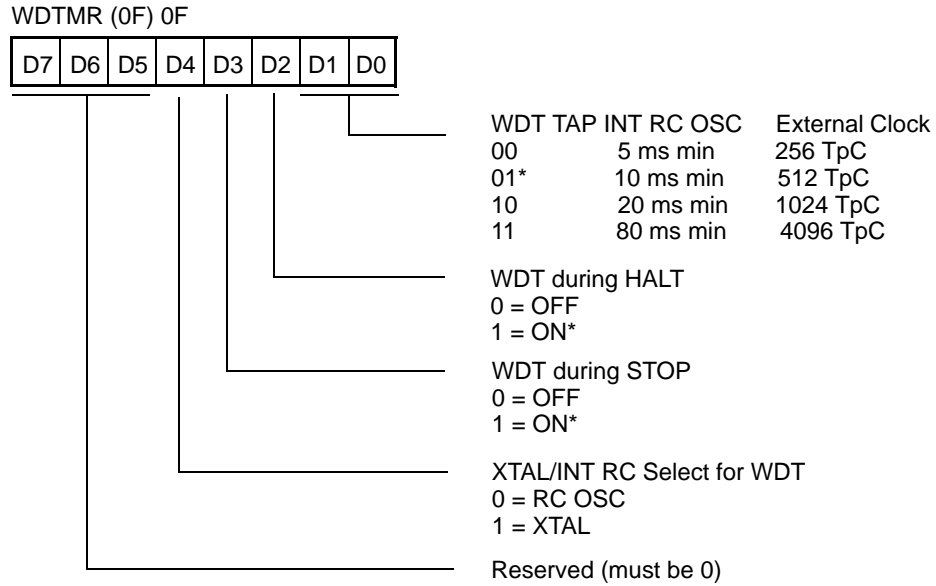 WDTMR (0F) 0F
D7 D6 D5 D4 D3 D2 D1 D0
WDT TAP INT RC OSC External Clock
00 5 ms min 256 TpC
01* 10 ms min 512 TpC
10 20 ms min 1024 TpC
11 80 ms min 4096 TpC
WDT during HALT
0 = OFF
1 = ON*
WDT during STOP
0 = OFF
1 = ON*
XTAL/INT RC Select for WDT
0 = RC OSC
1 = XTAL
Reserved (must be 0)